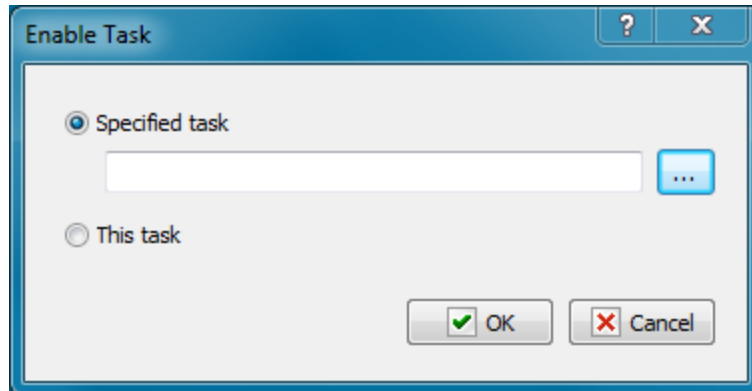 Enable Task
?
X
Specified task
...
This task
OK
Cancel